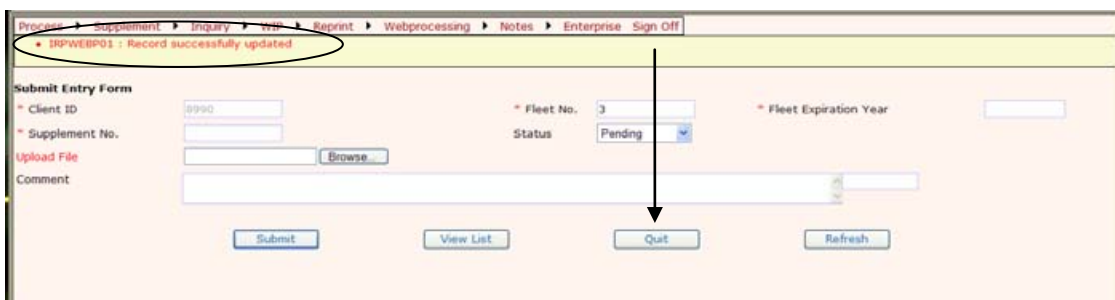 Process Supplement Inquiry WIP Reprint Webprocessing Notes Enterprise Sign Off
• IRPWEBP01 : Record successfully updated
Submit Entry Form
* Client ID 8990 * Fleet No. 3 * Fleet Expiration Year
* Supplement No. Status Pending
Upload File Browse...
Comment
Submit View List Quit Refresh